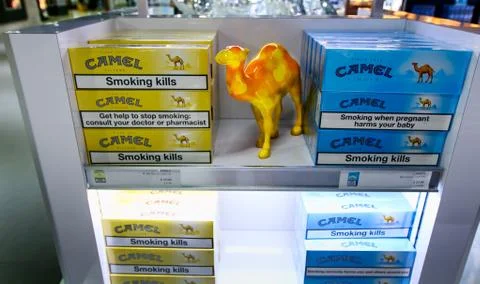 CAMEL
Smoking kills
CAMEL
Get help to stop smoking:
consult your doctor or pharmacist
CAMEL
Smoking kills
CAMEL
CAMEL
Smoking when pregnant
harms your baby
CAMEL
Smoking kills
CAMEL
Smoking kills
CAMEL
Smoking kills
CAMEL
Smoking kills
CAMEL